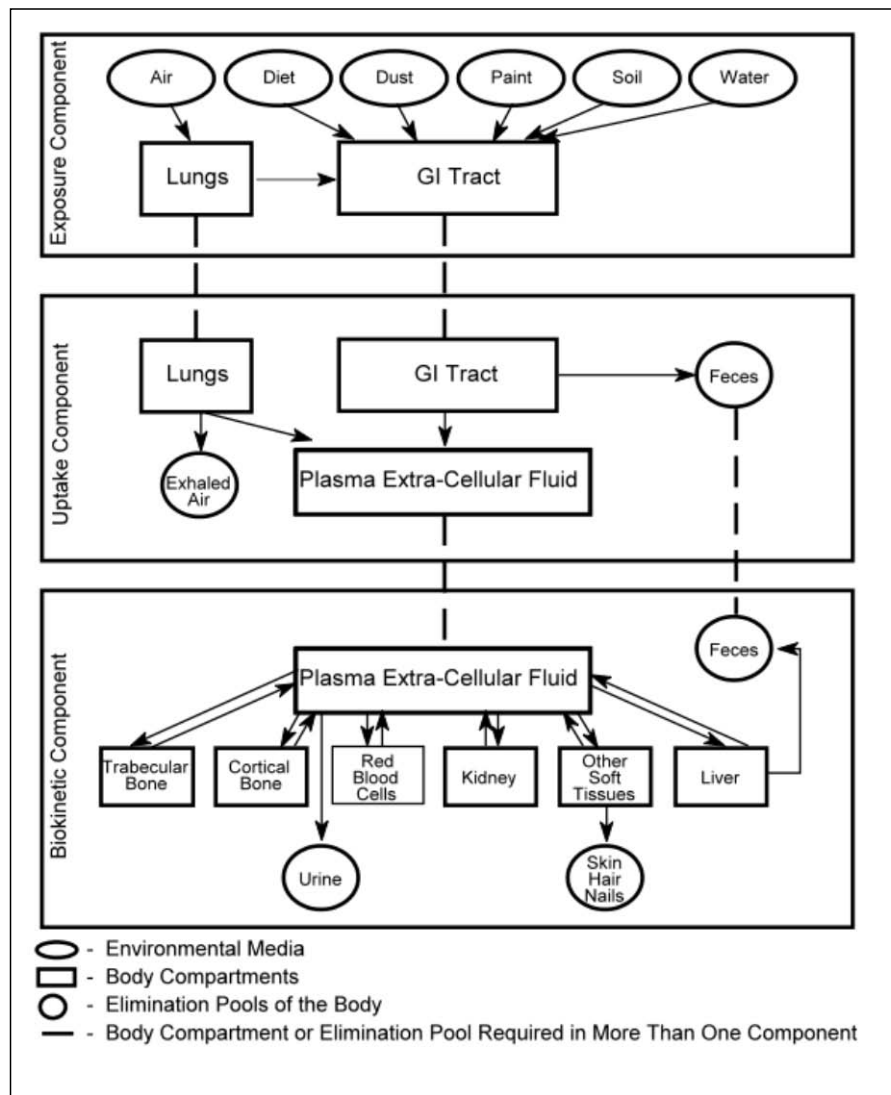 Exposure Component
Air
Diet
Dust
Paint
Soil
Water
Lungs
GI Tract
Uptake Component
Lungs
GI Tract
Feces
Exhaled
Air
Plasma Extra-Cellular Fluid
Biokinetic Component
Feces
Plasma Extra-Cellular Fluid
Trabecular
Bone
Cortical
Bone
Red
Blood
Cells
Kidney
Other
Soft
Tissues
Liver
Urine
Skin
Hair
Nails
- Environmental Media
- Body Compartments
- Elimination Pools of the Body
- Body Compartment or Elimination Pool Required in More Than One Component